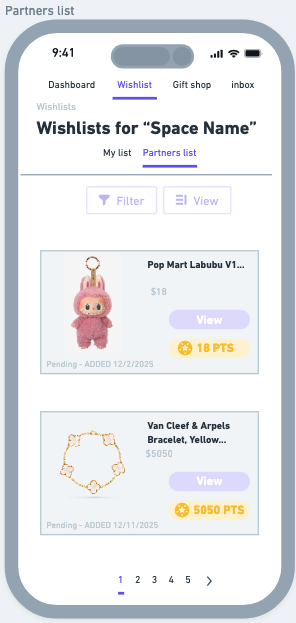 Partners list
9:41
Dashboard Wishlist Gift shop inbox
Wishlists
Wishlists for “Space Name”
My list Partners list
Filter View
Pop Mart Labubu V1...
$18
View
18 PTS
Pending - ADDED 12/2/2025
Van Cleef & Arpels
Bracelet, Yellow...
$5050
View
5050 PTS
Pending - ADDED 12/11/2025
1 2 3 4 5